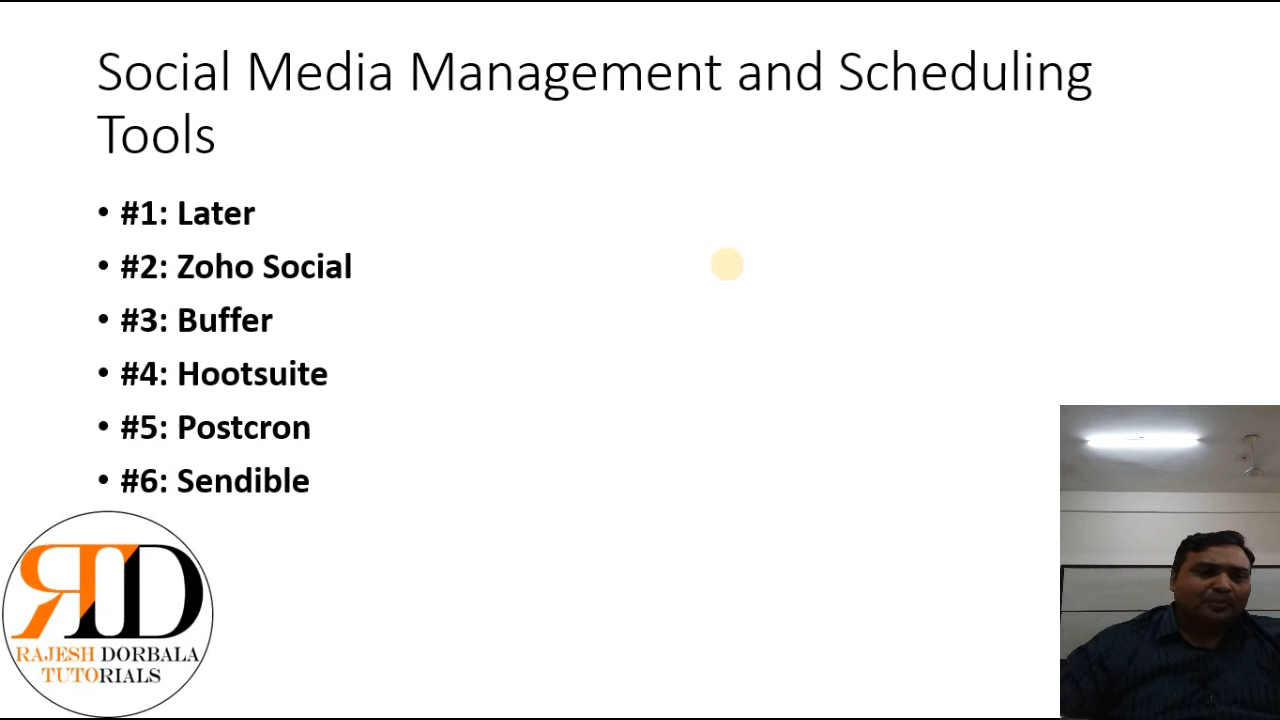 Social Media Management and Scheduling
Tools
• #1: Later
• #2: Zoho Social
• #3: Buffer
• #4: Hootsuite
• #5: Postcron
• #6: Sendible
RD
RAJESH DORBALA
TUTORIALS